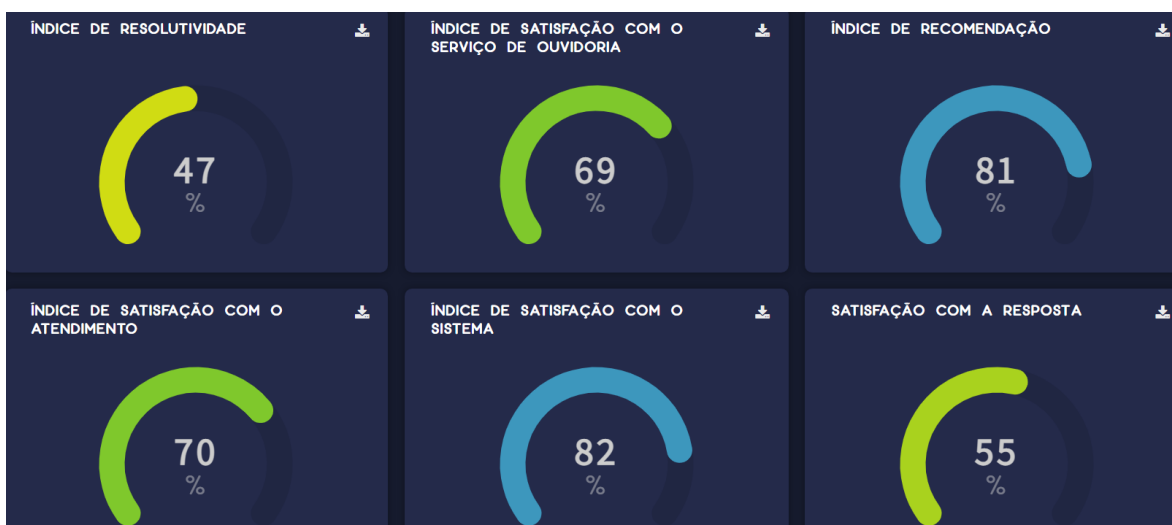 ÍNDICE DE RESOLUTIVIDADE
47
%
ÍNDICE DE SATISFAÇÃO COM O
SERVIÇO DE OUVIDORIA
69
%
ÍNDICE DE RECOMENDAÇÃO
81
%
ÍNDICE DE SATISFAÇÃO COM O
ATENDIMENTO
70
%
ÍNDICE DE SATISFAÇÃO COM O
SISTEMA
82
%
SATISFAÇÃO COM A RESPOSTA
55
%